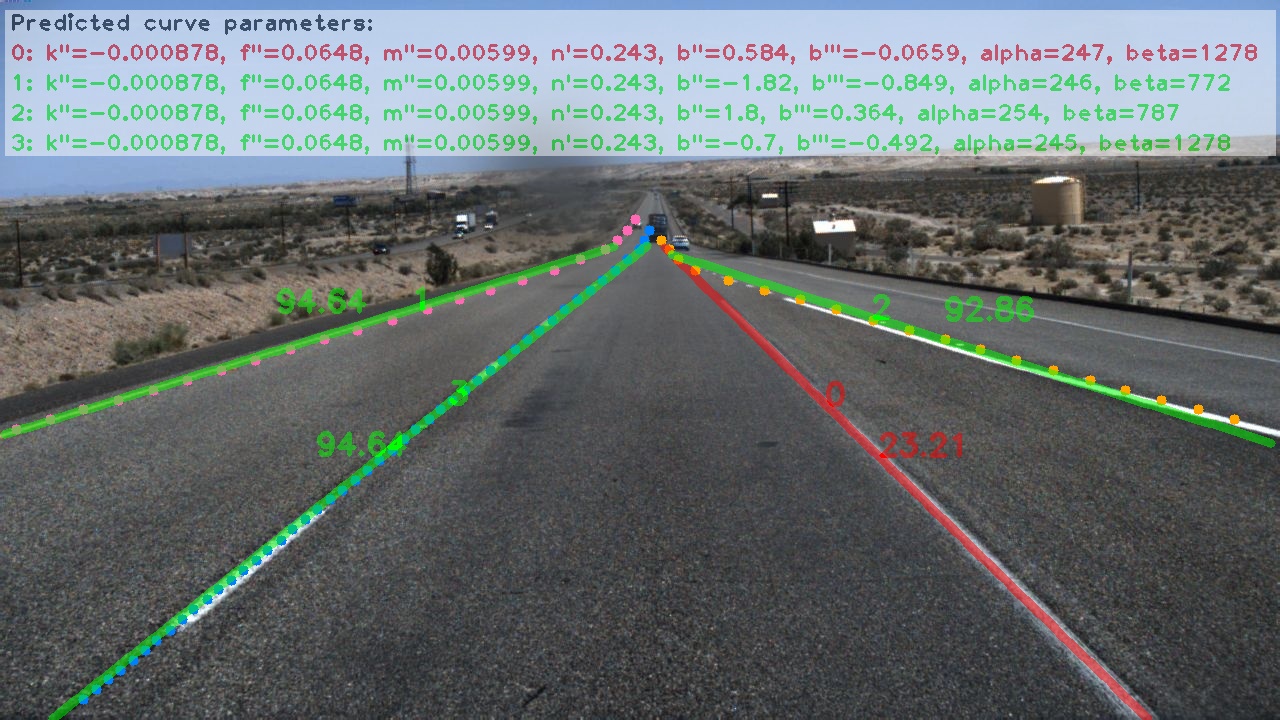 Predicted curve parameters:
0: k''=-0.000878, f''=0.0648, m''=0.00599, n'=0.243, b''=0.584, b'''=-0.0659, alpha=247, beta=1278
1: k''=-0.000878, f''=0.0648, m''=0.00599, n'=0.243, b''=-1.82, b'''=-0.849, alpha=246, beta=772
2: k''=-0.000878, f''=0.0648, m''=0.00599, n'=0.243, b''=1.8, b'''=0.364, alpha=254, beta=787
3: k''=-0.000878, f''=0.0648, m''=0.00599, n'=0.243, b''=-0.7, b'''=-0.492, alpha=245, beta=1278
94.64 1 2 92.86
3 0
94.64 23.21